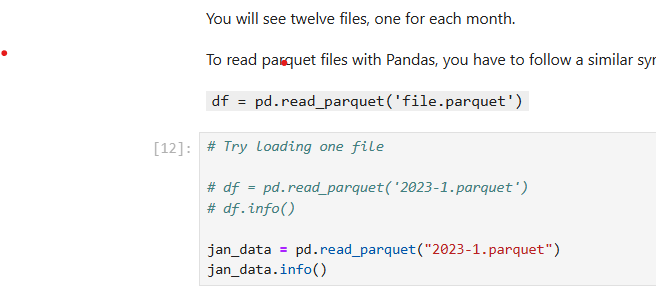 You will see twelve files, one for each month.
To read parquet files with Pandas, you have to follow a similar
df = pd.read_parquet('file.parquet')
[12]:
# Try loading one file
# df = pd.read_parquet('2023-1.parquet')
# df.info()
jan_data = pd.read_parquet("2023-1.parquet")
jan_data.info()